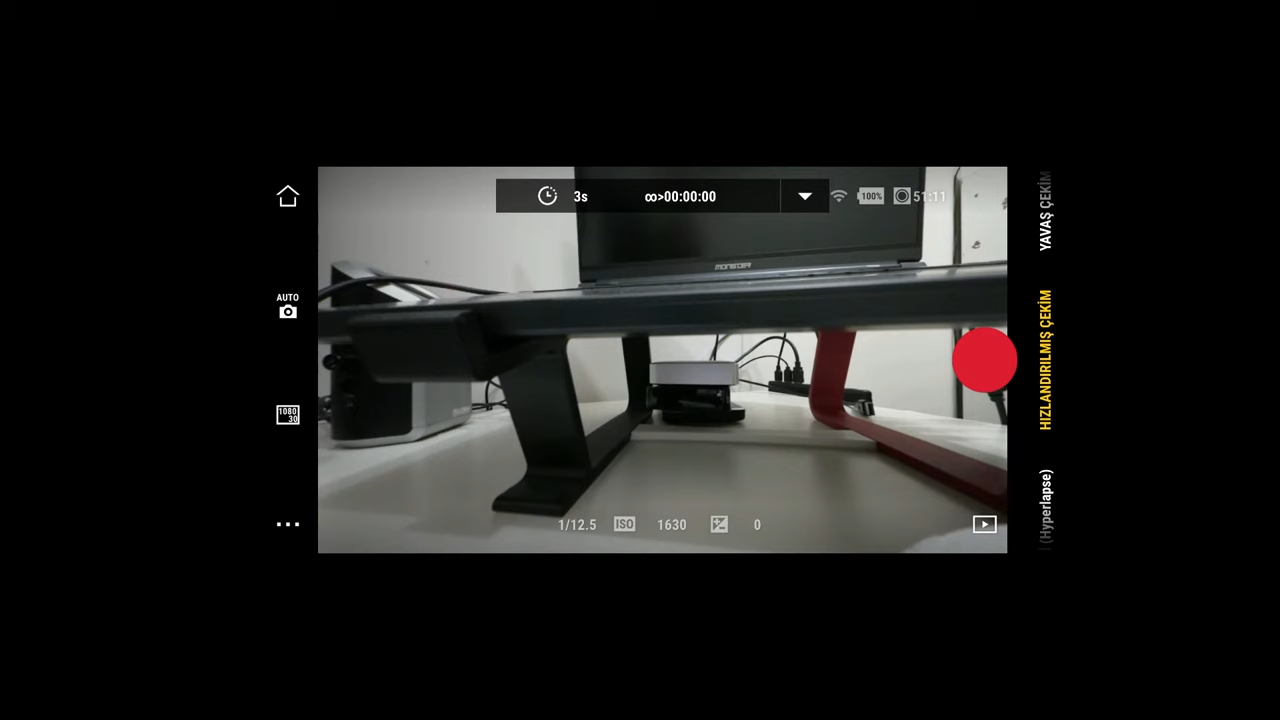 3s
∞>00:00:00
100%
51:11
MONSTER
AUTO
1080
30
1/12.5
ISO
1630
0
YAVAŞ ÇEKİM
HIZLANDIRILMIŞ ÇEKİM
(Hyperlapse)